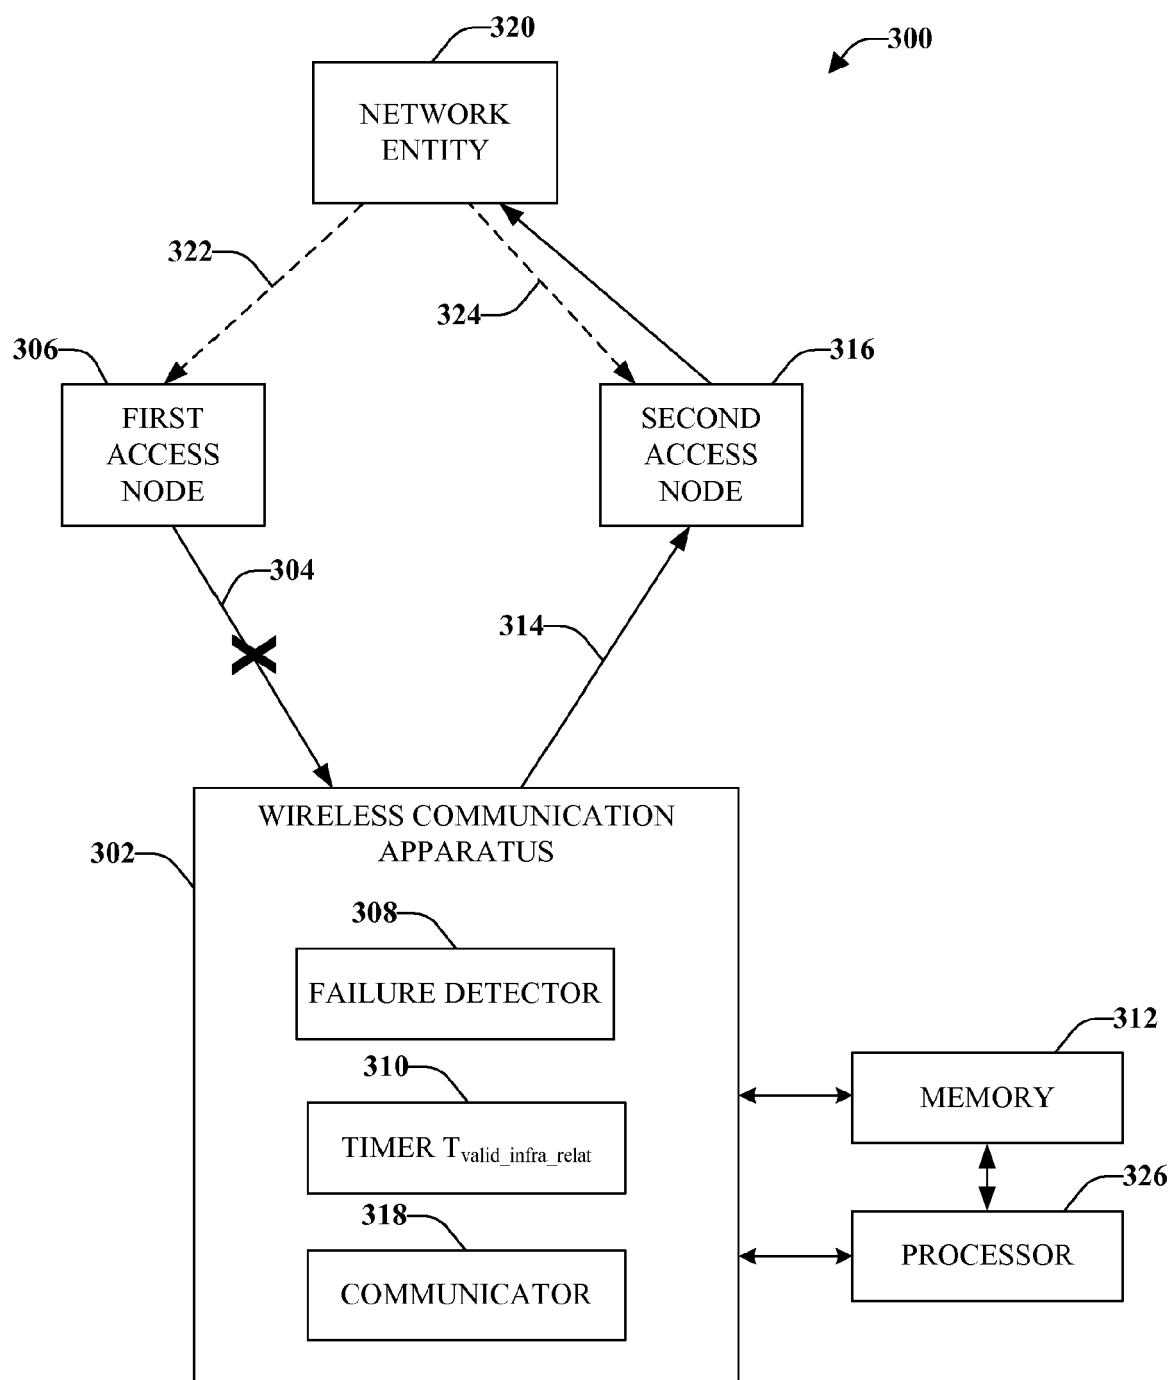 320
300
NETWORK
ENTITY
322
324
306
316
FIRST
ACCESS
NODE
SECOND
ACCESS
NODE
304
314
WIRELESS COMMUNICATION
APPARATUS
302
308
FAILURE DETECTOR
312
310
MEMORY
TIMER Tvalid_infra_relat
326
318
PROCESSOR
COMMUNICATOR